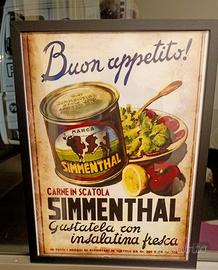 Buon appetito!
MARCA
SIMMENTHAL
CARNE IN SCATOLA
SIMMENTHAL
Gustatela con
insalatina fresca